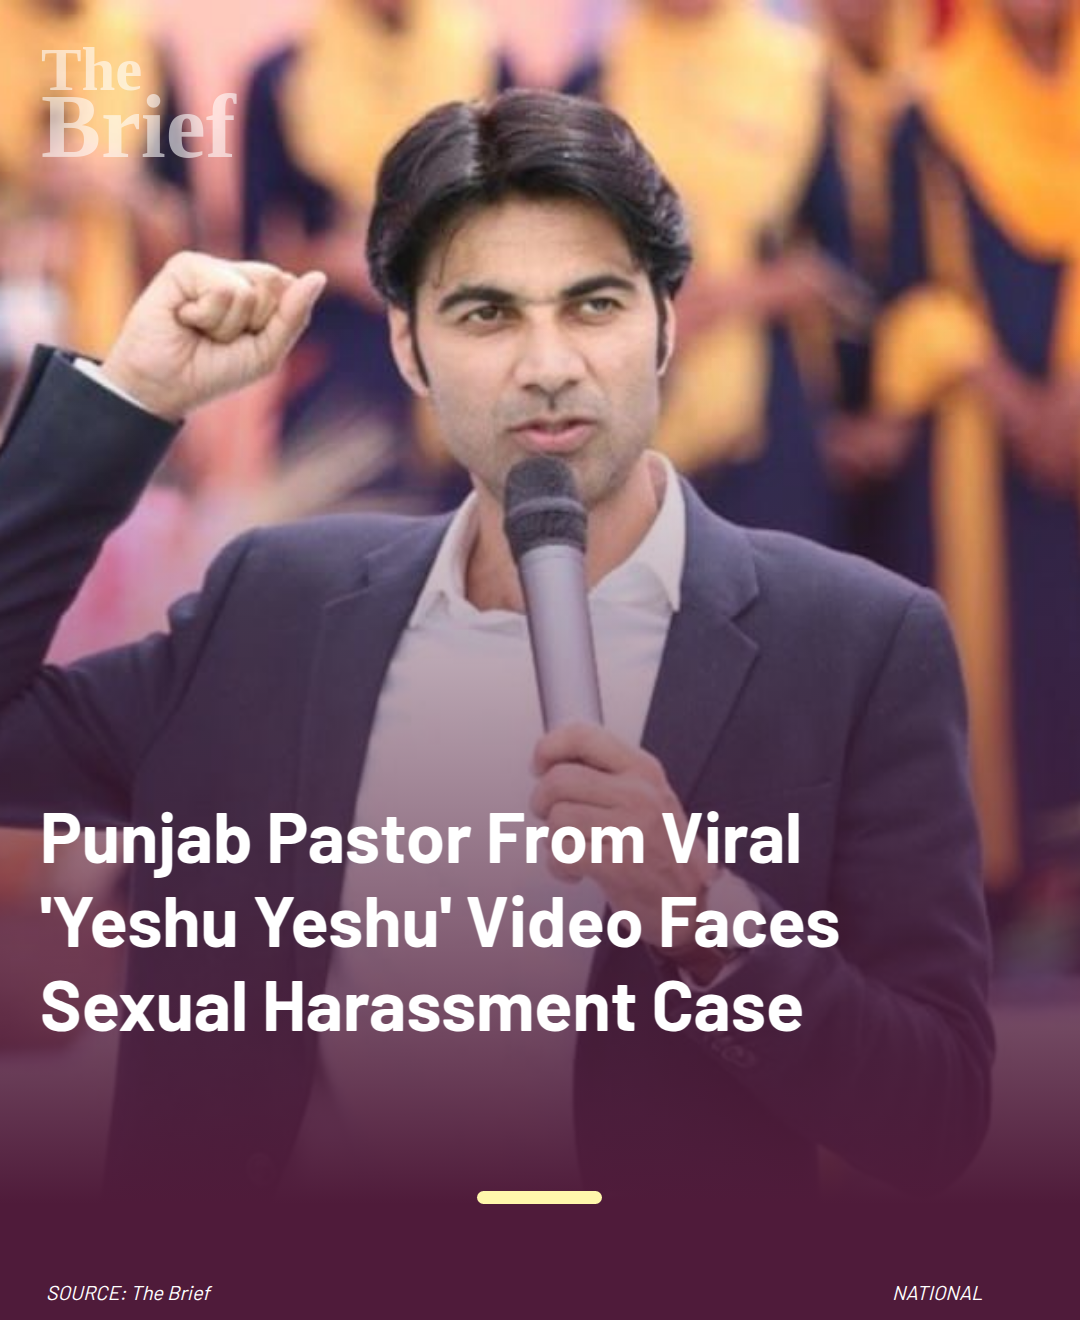 The
Brief
Punjab Pastor From Viral
'Yeshu Yeshu' Video Faces
Sexual Harassment Case
SOURCE: The Brief
NATIONAL